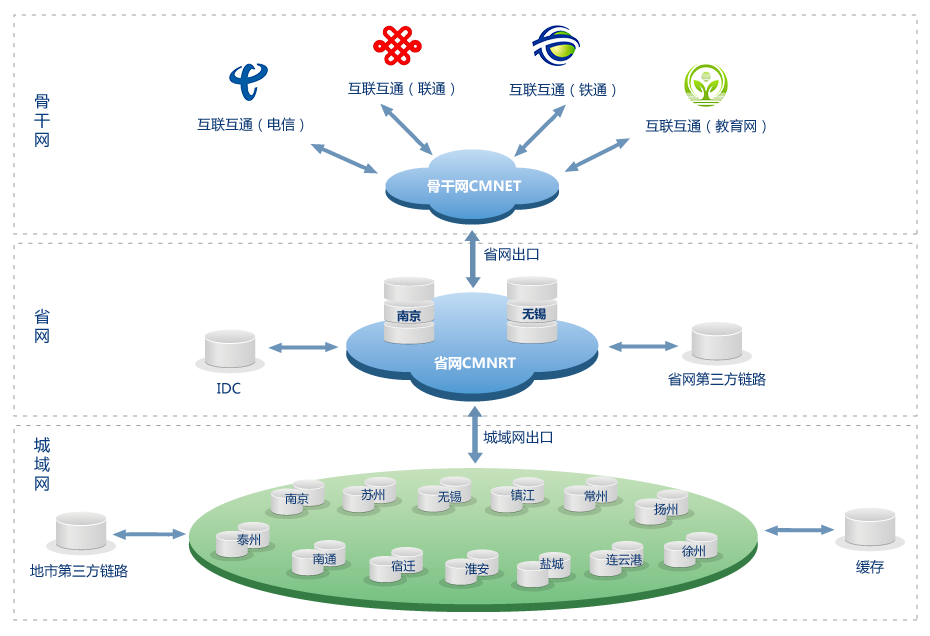 骨干网
互联互通（电信）
互联互通（联通）
互联互通（铁通）
互联互通（教育网）
骨干网CMNET
省网出口
省网
南京
无锡
省网CMNRT
IDC
省网第三方链路
城域网出口
城域网
南京
苏州
无锡
镇江
常州
扬州
泰州
南通
宿迁
淮安
盐城
连云港
徐州
地市第三方链路
缓存